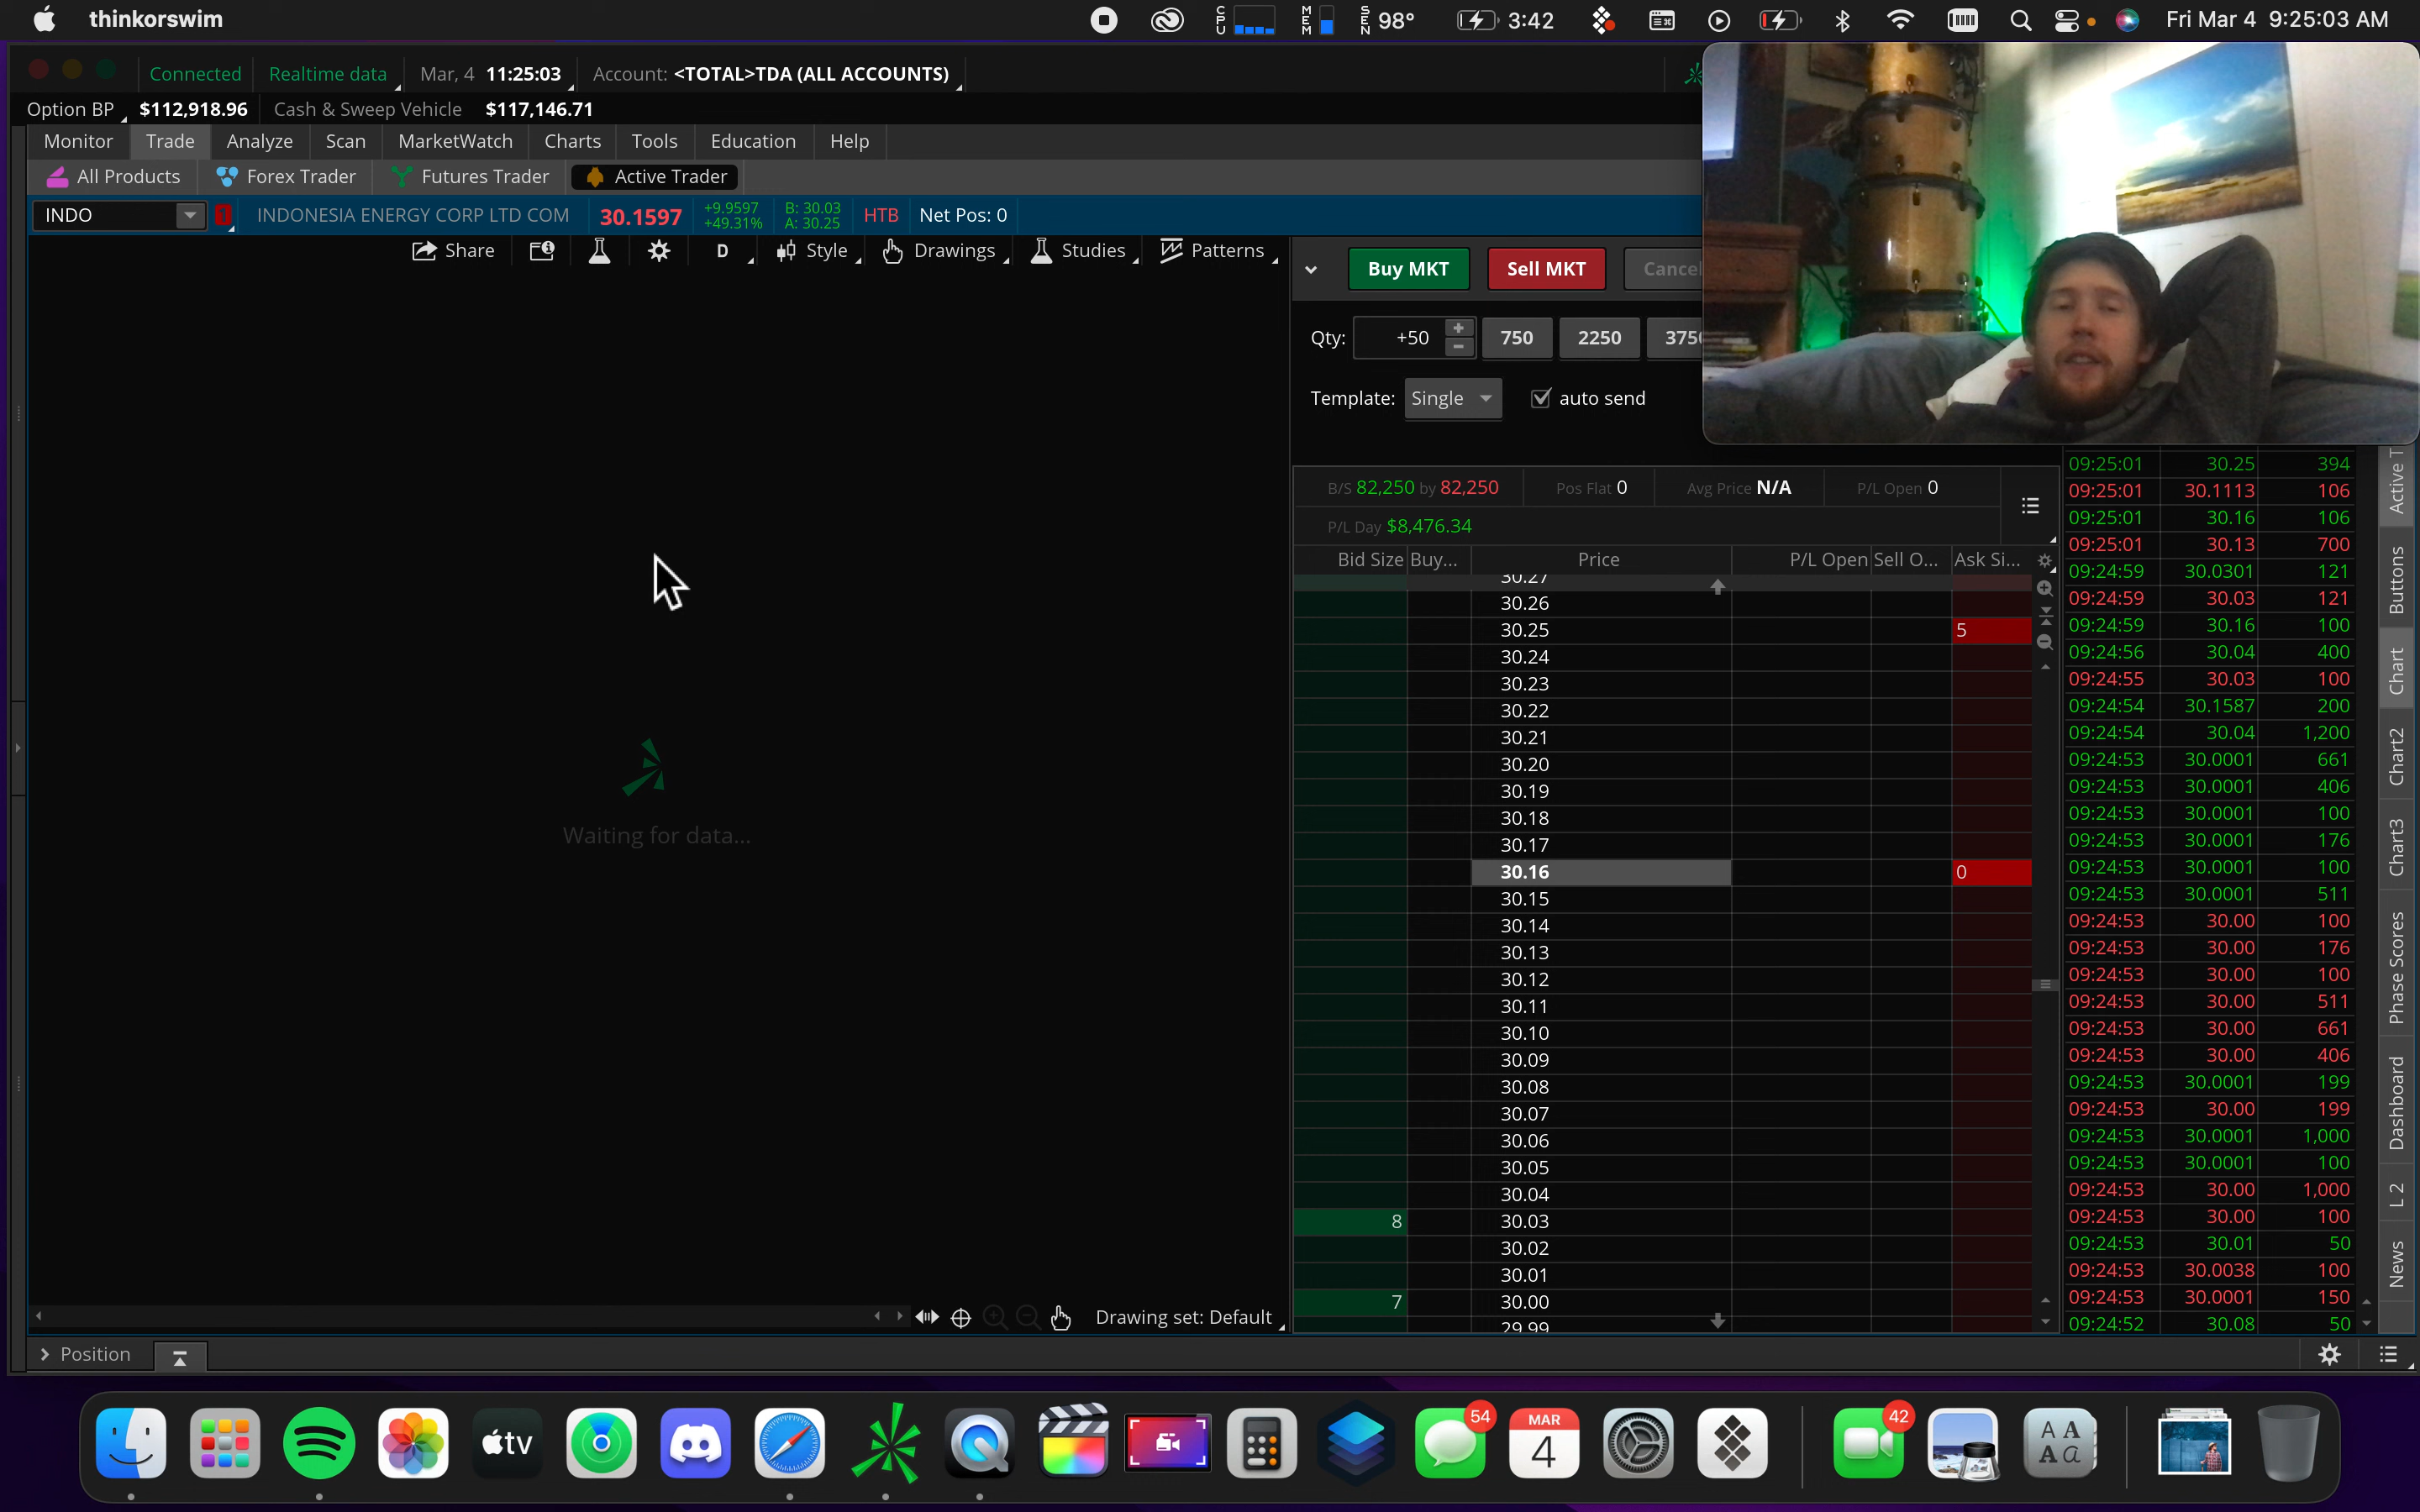 thinkorswim
CPU
MEM
SEN 98°
3:42
Fri Mar 4 9:25:03 AM
Connected
Realtime data
Mar, 4 11:25:03
Account: <TOTAL>TDA (ALL ACCOUNTS)
Option BP $112,918.96
Cash & Sweep Vehicle $117,146.71
Monitor Trade Analyze Scan MarketWatch Charts Tools Education Help
All Products Forex Trader Futures Trader Active Trader
INDO 1 INDONESIA ENERGY CORP LTD COM 30.1597 +9.9597 B: 30.03 HTB Net Pos: 0
+49.31% A: 30.25
Share D Style Drawings Studies Patterns
Buy MKT Sell MKT Cancel
Qty: +50 750 2250 3750
Template: Single auto send
B/S 82,250 by 82,250 Pos Flat 0 Avg Price N/A P/L Open 0
P/L Day $8,476.34
Bid Size Buy... Price P/L Open Sell O... Ask Si...
30.27
30.26
30.25 5
30.24
30.23
30.22
30.21
30.20
30.19
30.18
30.17
30.16 0
30.15
30.14
30.13
30.12
30.11
30.10
30.09
30.08
30.07
30.06
30.05
30.04
8 30.03
30.02
30.01
7 30.00
29.99
09:25:01 30.25 394
09:25:01 30.1113 106
09:25:01 30.16 106
09:25:01 30.13 700
09:24:59 30.0301 121
09:24:59 30.03 121
09:24:59 30.16 100
09:24:56 30.04 400
09:24:55 30.03 100
09:24:54 30.1587 200
09:24:54 30.04 1,200
09:24:53 30.0001 661
09:24:53 30.0001 406
09:24:53 30.0001 100
09:24:53 30.0001 176
09:24:53 30.0001 100
09:24:53 30.0001 511
09:24:53 30.00 100
09:24:53 30.00 176
09:24:53 30.00 100
09:24:53 30.00 511
09:24:53 30.00 661
09:24:53 30.00 406
09:24:53 30.0001 199
09:24:53 30.00 199
09:24:53 30.0001 1,000
09:24:53 30.0001 100
09:24:53 30.00 1,000
09:24:53 30.00 100
09:24:53 30.01 50
09:24:53 30.0038 100
09:24:53 30.0001 150
09:24:52 30.08 50
Active T
Buttons
Chart
Chart2
Chart3
Phase Scores
Dashboard
L 2
News
Waiting for data...
Drawing set: Default
Position
tv
54
MAR
4
42
A A
A a